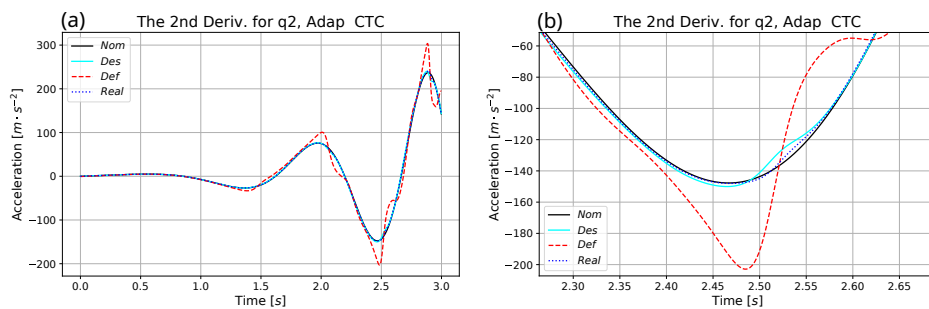 (a)
The 2nd Deriv. for q2, Adap CTC
Acceleration [m· s⁻²]
300
200
100
0
−100
−200
Nom
Des
Def
Real
0.0 0.5 1.0 1.5 2.0 2.5 3.0
Time [s]
(b)
The 2nd Deriv. for q2, Adap CTC
Acceleration [m· s⁻²]
−60
−80
−100
−120
−140
−160
−180
−200
Nom
Des
Def
Real
2.30 2.35 2.40 2.45 2.50 2.55 2.60 2.65
Time [s]